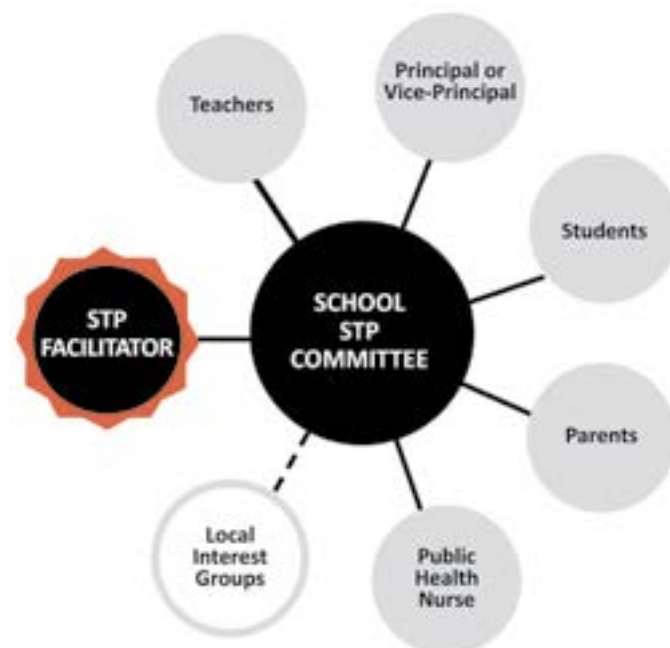 Teachers
Principal or
Vice-Principal
Students
STP
FACILITATOR
SCHOOL
STP
COMMITTEE
Parents
Local
Interest
Groups
Public
Health
Nurse